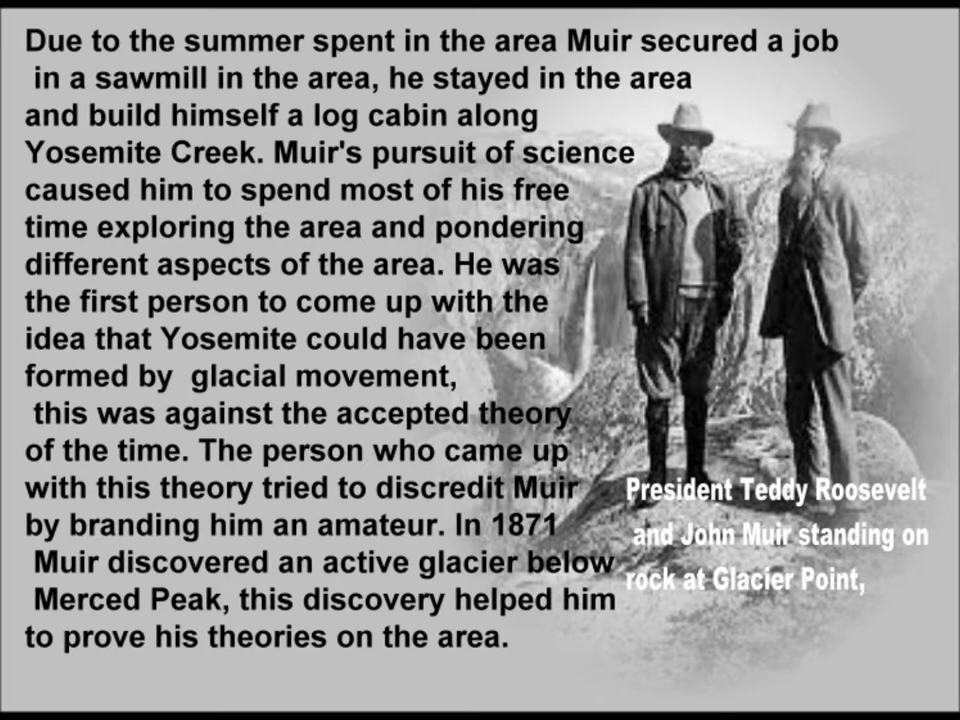 Due to the summer spent in the area Muir secured a job
in a sawmill in the area, he stayed in the area
and build himself a log cabin along
Yosemite Creek. Muir's pursuit of science
caused him to spend most of his free
time exploring the area and pondering
different aspects of the area. He was
the first person to come up with the
idea that Yosemite could have been
formed by  glacial movement,
this was against the accepted theory
of the time. The person who came up
with this theory tried to discredit Muir
by branding him an amateur. In 1871
Muir discovered an active glacier below
Merced Peak, this discovery helped him
to prove his theories on the area.
President Teddy Roosevelt
and John Muir standing on
rock at Glacier Point,